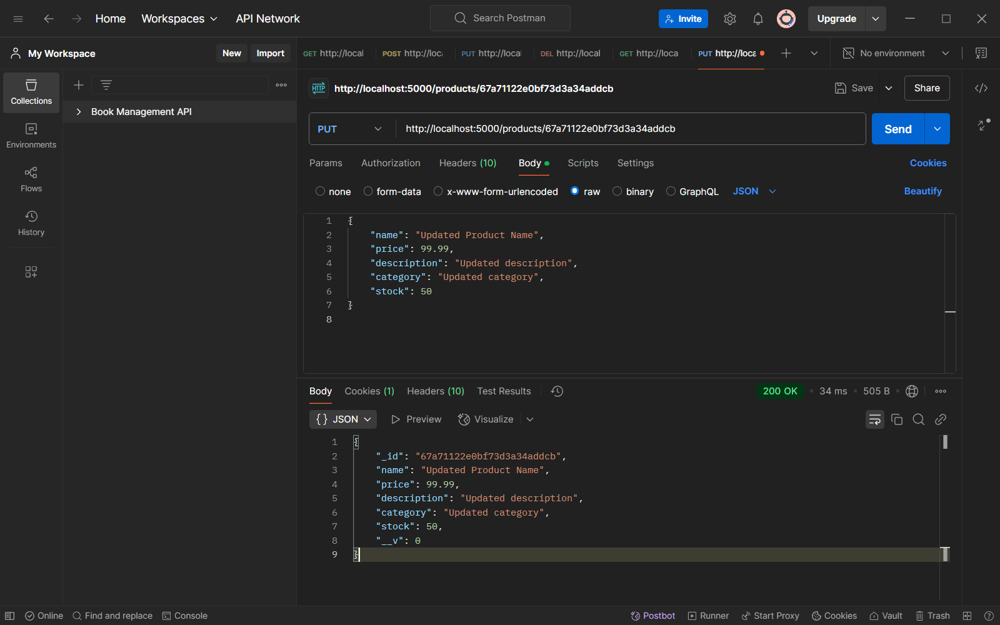 Home Workspaces API Network Search Postman Invite Upgrade
My Workspace New Import GET http://local POST http://loc PUT http://local DEL http://local GET http://loca PUT http://loca No environment
Collections
Environments
Flows
History
Book Management API
HTTP http://localhost:5000/products/67a71122e0bf73d3a34addcb Save Share
PUT http://localhost:5000/products/67a71122e0bf73d3a34addcb Send
Params Authorization Headers (10) Body Scripts Settings Cookies
none form-data x-www-form-urlencoded raw binary GraphQL JSON Beautify
1 {
2 "name": "Updated Product Name",
3 "price": 99.99,
4 "description": "Updated description",
5 "category": "Updated category",
6 "stock": 50
7 }
8
Body Cookies (1) Headers (10) Test Results 200 OK • 34 ms • 505 B •
{} JSON Preview Visualize
1 {
2 "_id": "67a71122e0bf73d3a34addcb",
3 "name": "Updated Product Name",
4 "price": 99.99,
5 "description": "Updated description",
6 "category": "Updated category",
7 "stock": 50,
8 "__v": 0
9 }
Online Find and replace Console Postbot Runner Start Proxy Cookies Vault Trash